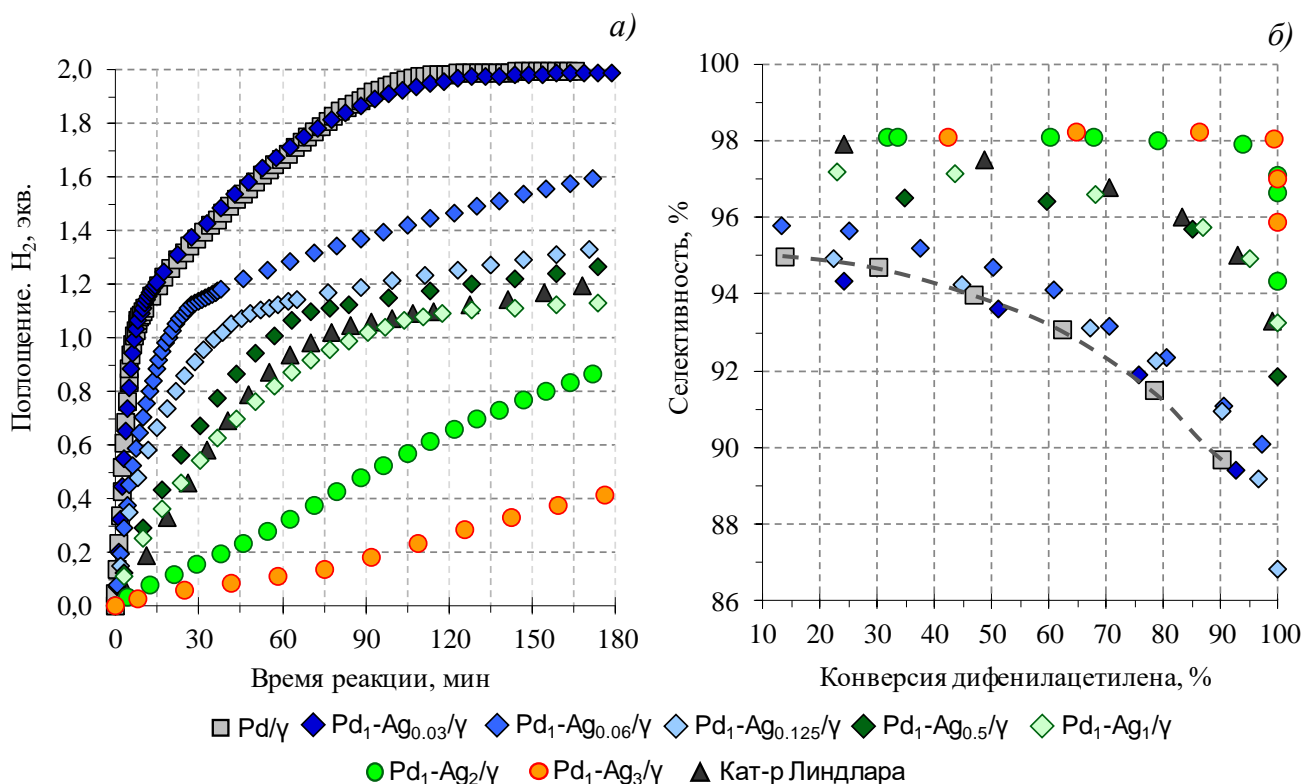 а)
б)
Поплощение. H₂, экв.
2,0
1,8
1,6
1,4
1,2
1,0
0,8
0,6
0,4
0,2
0,0
0 30 60 90 120 150 180
Время реакции, мин
Селективность, %
100
98
96
94
92
90
88
86
10 20 30 40 50 60 70 80 90 100
Конверсия дифенилацетилена, %
Pd/γ Pd₁-Ag₀.₀₃/γ Pd₁-Ag₀.₀₆/γ Pd₁-Ag₀.₁₂₅/γ Pd₁-Ag₀.₅/γ Pd₁-Ag₁/γ
Pd₁-Ag₂/γ Pd₁-Ag₃/γ Кат-р Линдлара